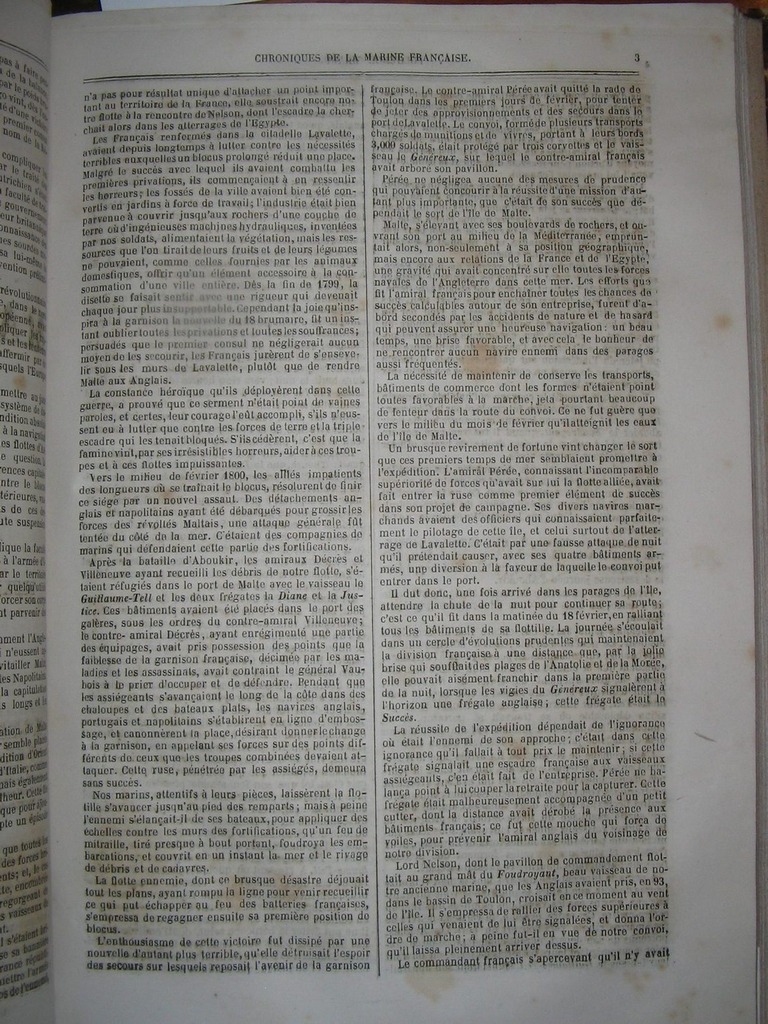 CHRONIQUES DE LA MARINE FRANÇAISE.
3
n'a pas pour résultat unique d'attacher un point impor-
tant au territoire de la France, elle soustrait encore no-
tre flotte à la rencontre de Nelson, dont l'escadre la cher-
chait alors dans les atterrages de l'Egypte.
Les Français renfermés dans la citadelle Lavalette,
avaient depuis longtemps à lutter contre les nécessités
terribles auxquelles un blocus prolongé réduit une place.
Malgré le succès avec lequel ils avaient combattu les
premières privations, ils commençaient à en ressentir
les horreurs; les fossés de la ville avaient bien été con-
vertis en jardins à force de travail; l'industrie était bien
parvenue à couvrir jusqu'aux rochers d'une couche de
terre où d'ingénieuses machines hydrauliques, inventées
par nos soldats, alimentaient la végétation, mais les res-
sources que l'on tirait de leurs fruits et de leurs légumes
ne pouvaient, comme celles fournies par les animaux
domestiques, offrir qu'un élément accessoire à la con-
sommation d'une ville entière. Dès la fin de 1799, la
disette se faisait sentir avec une rigueur qui devenait
chaque jour plus insupportable. Cependant la joie qu'ins-
pira à la garnison la nouvelle du 18 brumaire, fit un ins-
tant oublier toutes les privations et toutes les souffrances;
persuadés que le premier consul ne négligerait aucun
moyen de les secourir, les Français jurèrent de s'enseve-
lir sous les murs de Lavalette, plutôt que de rendre
Malte aux Anglais.
La constance héroïque qu'ils déployèrent dans cette
guerre, a prouvé que ce serment n'était point de vaines
paroles, et certes, leur courage l'eût accompli, s'ils n'eus-
sent eu à lutter que contre les forces de terre et la triple
escadre qui les tenait bloqués. S'ils cédèrent, c'est que la
famine vint, par ses irrésistibles horreurs, aider à ces trou-
pes et à ces flottes impuissantes.
Vers le milieu de février 1800, les alliés impatients
des longueurs où se traînait le blocus, résolurent de finir
ce siége par un nouvel assaut. Des détachements an-
glais et napolitains ayant été débarqués pour grossir les
forces des révoltés Maltais, une attaque générale fut
tentée du côté de la mer. C'étaient des compagnies de
marins qui défendaient cette partie des fortifications.
Après la bataille d'Aboukir, les amiraux Décrès et
Villeneuve ayant recueilli les débris de notre flotte, s'é-
taient réfugiés dans le port de Malte avec le vaisseau le
Guillaume-Tell et les deux frégates la Diane et la Jus-
tice. Ces bâtiments avaient été placés dans le port des
galères, sous les ordres du contre-amiral Villeneuve;
le contre-amiral Décrès, ayant enrégimenté une partie
des équipages, avait pris possession des points que la
faiblesse de la garnison française, décimée par les ma-
ladies et les assassinats, avait contraint le général Vau-
bois à le prier d'occuper et de défendre. Pendant que
les assiégeants s'avançaient le long de la côte dans des
chaloupes et des bateaux plats, les navires anglais,
portugais et napolitains s'établirent en ligne d'embos-
sage, et canonnèrent la place, désirant donner le change
à la garnison, en appelant ses forces sur des points dif-
férents de ceux que les troupes combinées devaient at-
taquer. Cette ruse, pénétrée par les assiégés, demeura
sans succès.
Nos marins, attentifs à leurs pièces, laissèrent la flo-
tille s'avancer jusqu'au pied des remparts; mais à peine
l'ennemi s'élançait-il de ses bateaux, pour appliquer des
échelles contre les murs des fortifications, qu'un feu de
mitraille, tiré presque à bout portant, foudroya les em-
barcations, et couvrit en un instant la mer et le rivage
de débris et de cadavres.
La flotte ennemie, dont ce brusque désastre déjouait
tout les plans, ayant rompu la ligne pour venir recueillir
ce qui put échapper au feu des batteries françaises,
s'empressa de regagner ensuite sa première position de
blocus.
L'enthousiasme de cette victoire fut dissipé par une
nouvelle d'autant plus terrible, qu'elle détruisait l'espoir
des secours sur lesquels reposait l'avenir de la garnison
française. Le contre-amiral Pérée avait quitté la rade de
Toulon dans les premiers jours de février, pour tenter
de jeter des approvisionnements et des secours dans le
port de Lavalette. Le convoi, formé de plusieurs transports
chargés de munitions et de vivres, portant à leurs bords
3,000 soldats, était protégé par trois corvettes et le vais-
seau le Généreux, sur lequel le contre-amiral français
avait arboré son pavillon.
Pérée ne négligea aucune des mesures de prudence
qui pouvaient concourir à la réussite d'une mission d'au-
tant plus importante, que c'était de son succès que dé-
pendait le sort de l'île de Malte.
Malte, s'élevant avec ses boulevards de rochers, et ou-
vrant son port au milieu de la Méditerranée, emprun-
tait alors, non-seulement à sa position géographique,
mais encore aux relations de la France et de l'Egypte,
une gravité qui avait concentré sur elle toutes les forces
navales de l'Angleterre dans cette mer. Les efforts que
fit l'amiral français pour enchaîner toutes les chances de
succès calculables autour de son entreprise, furent d'a-
bord secondés par les accidents de nature et de hasard
qui peuvent assurer une heureuse navigation: un beau
temps, une brise favorable, et avec cela le bonheur de
ne rencontrer aucun navire ennemi dans des parages
aussi fréquentés.
La nécessité de maintenir de conserve les transports,
bâtiments de commerce dont les formes n'étaient point
toutes favorables à la marche, jeta pourtant beaucoup
de lenteur dans la route du convoi. Ce ne fut guère que
vers le milieu du mois de février qu'il atteignit les eaux
de l'île de Malte.
Un brusque revirement de fortune vint changer le sort
que ces premiers temps de mer semblaient promettre à
l'expédition. L'amiral Pérée, connaissant l'incomparable
supériorité de forces qu'avait sur lui la flotte alliée, avait
fait entrer la ruse comme premier élément de succès
dans son projet de campagne. Ses divers navires mar-
chands avaient des officiers qui connaissaient parfaite-
ment le pilotage de cette île, et celui surtout de l'atter-
rage de Lavalette. C'était par une fausse attaque de nuit
qu'il prétendait causer, avec ses quatre bâtiments ar-
més, une diversion à la faveur de laquelle le convoi put
entrer dans le port.
Il dut donc, une fois arrivé dans les parages de l'île,
attendre la chute de la nuit pour continuer sa route;
c'est ce qu'il fit dans la matinée du 18 février, en ralliant
tous les bâtiments de sa flottille. La journée s'écoulait
dans un cercle d'évolutions prudentes qui maintenaient
la division française à une distance que, par la jolie
brise qui soufflait des plages de l'Anatolie et de la Morée,
elle pouvait aisément franchir dans la première partie
de la nuit, lorsque les vigies du Généreux signalèrent à
l'horizon une frégate anglaise; cette frégate était le
Succès.
La réussite de l'expédition dépendait de l'ignorance
où était l'ennemi de son approche; c'était dans cette
ignorance qu'il fallait à tout prix le maintenir; si cette
frégate signalait une escadre française aux vaisseaux
assiégeants, c'en était fait de l'entreprise. Pérée ne ba-
lança point à lui couper la retraite pour la capturer. Cette
frégate était malheureusement accompagnée d'un petit
cutter, dont la distance avait dérobé la présence aux
bâtiments français; ce fut cette mouche qui força de
voiles, pour prévenir l'amiral anglais du voisinage de
notre division.
Lord Nelson, dont le pavillon de commandement flot-
tait au grand mât du Foudroyant, beau vaisseau de no-
tre ancienne marine, que les Anglais avaient pris, en 93,
dans le bassin de Toulon, croisait en ce moment au vent
de l'île. Il s'empressa de rallier des forces supérieures à
celles qui venaient de lui être signalées, et donna l'or-
dre de marche; à peine fut-il en vue de notre convoi,
qu'il laissa pleinement arriver dessus.
Le commandant français s'apercevant qu'il n'y avait